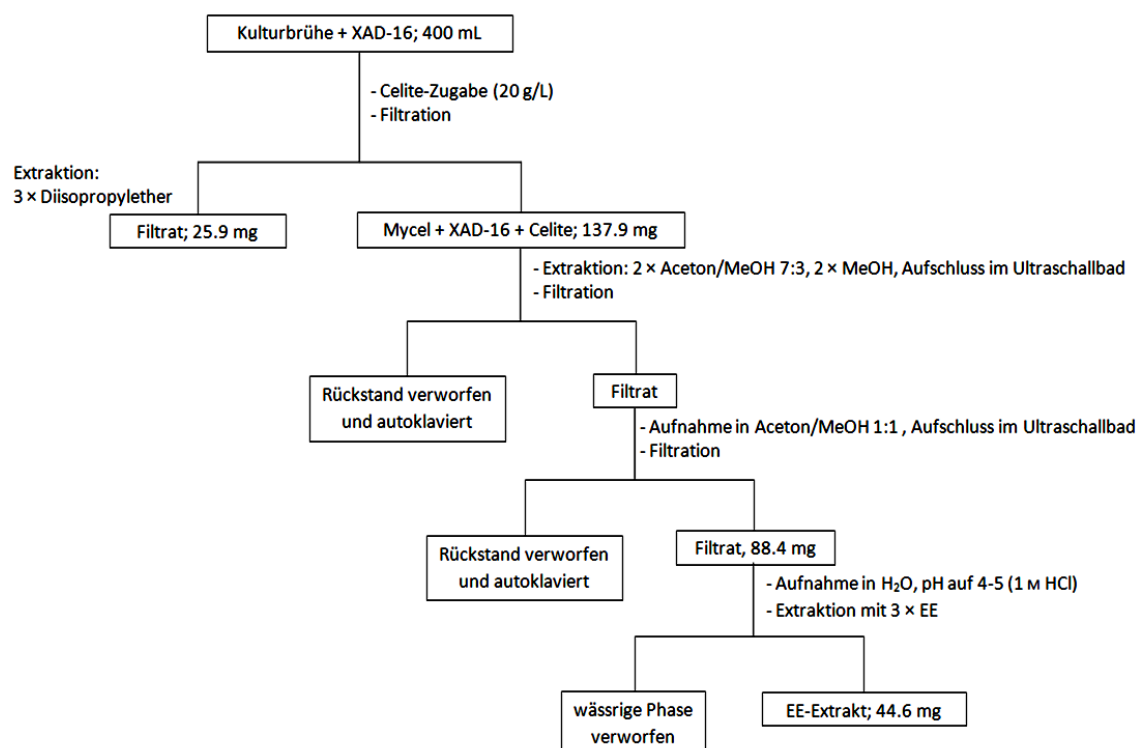 Kulturbrühe + XAD-16; 400 mL
- Celite-Zugabe (20 g/L)
- Filtration
Extraktion:
3 × Diisopropylether
Filtrat; 25.9 mg
Mycel + XAD-16 + Celite; 137.9 mg
- Extraktion: 2 × Aceton/MeOH 7:3, 2 × MeOH, Aufschluss im Ultraschallbad
- Filtration
Rückstand verworfen
und autoklaviert
Filtrat
- Aufnahme in Aceton/MeOH 1:1 , Aufschluss im Ultraschallbad
- Filtration
Rückstand verworfen
und autoklaviert
Filtrat, 88.4 mg
- Aufnahme in H₂O, pH auf 4-5 (1 M HCl)
- Extraktion mit 3 × EE
wässrige Phase
verworfen
EE-Extrakt; 44.6 mg